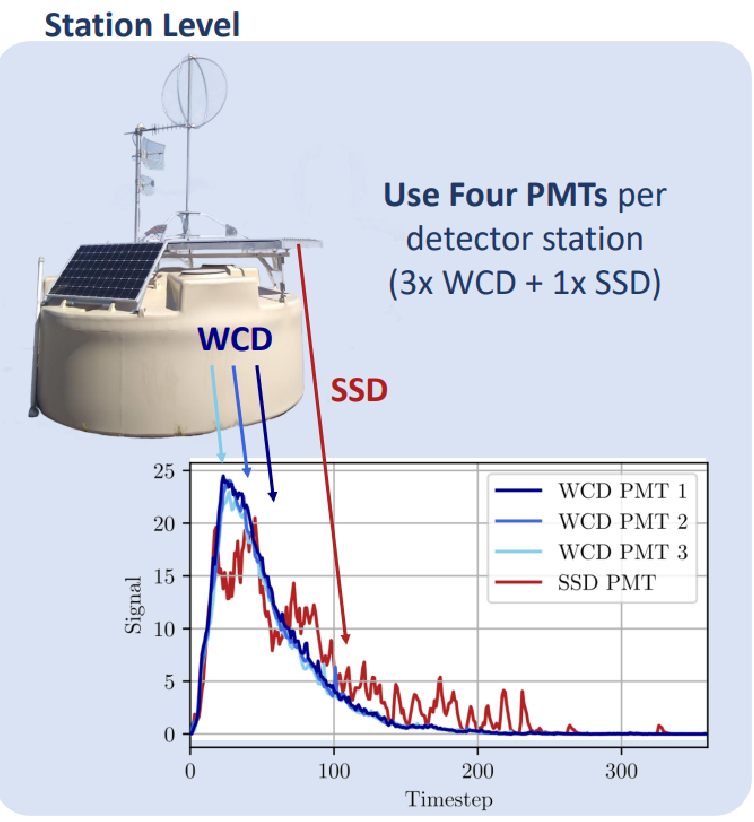 Station Level
Use Four PMTs per
detector station
(3x WCD + 1x SSD)
WCD
SSD
WCD PMT 1
WCD PMT 2
WCD PMT 3
SSD PMT
Signal
25
20
15
10
5
0
0 100 200 300
Timestep